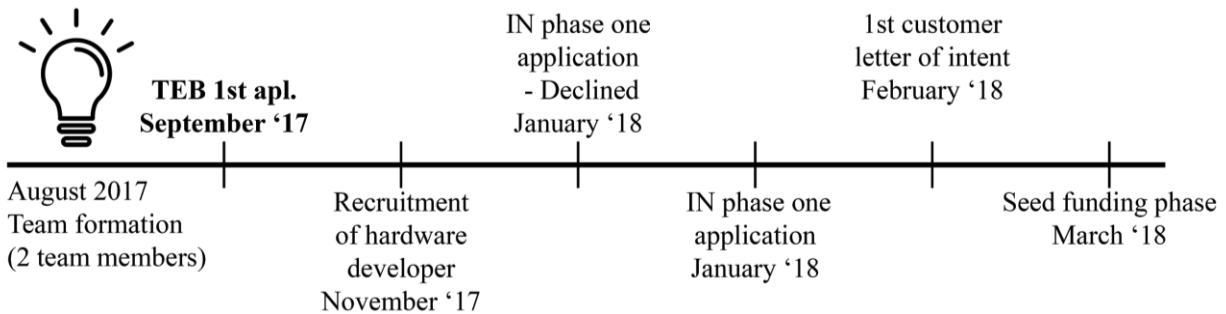 August 2017
Team formation
(2 team members)
TEB 1st apl.
September ‘17
Recruitment
of hardware
developer
November ‘17
IN phase one
application
- Declined
January ‘18
IN phase one
application
January ‘18
1st customer
letter of intent
February ‘18
Seed funding phase
March ‘18